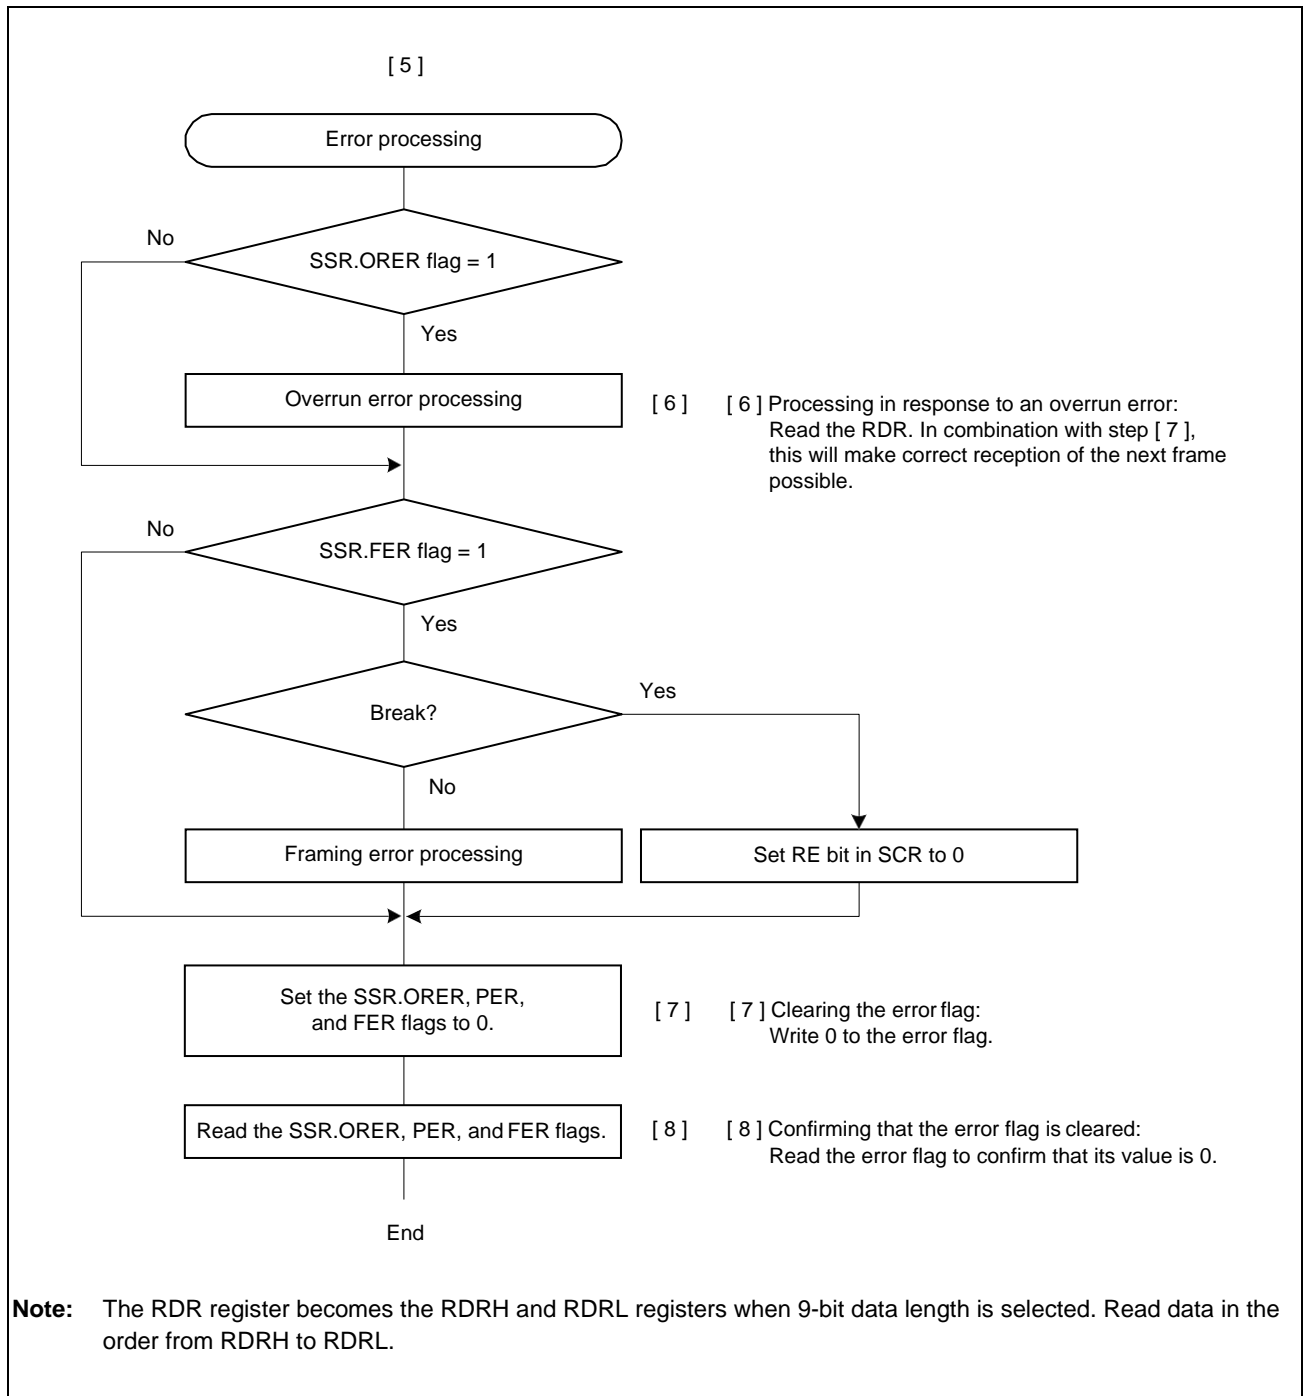 [ 5 ]
Error processing
No
SSR.ORER flag = 1
Yes
Overrun error processing
[ 6 ]
[ 6 ] Processing in response to an overrun error:
Read the RDR. In combination with step [ 7 ],
this will make correct reception of the next frame
possible.
No
SSR.FER flag = 1
Yes
Break?
Yes
No
Framing error processing
Set RE bit in SCR to 0
Set the SSR.ORER, PER,
and FER flags to 0.
[ 7 ]
[ 7 ] Clearing the error flag:
Write 0 to the error flag.
Read the SSR.ORER, PER, and FER flags.
[ 8 ]
[ 8 ] Confirming that the error flag is cleared:
Read the error flag to confirm that its value is 0.
End
Note: The RDR register becomes the RDRH and RDRL registers when 9-bit data length is selected. Read data in the
order from RDRH to RDRL.